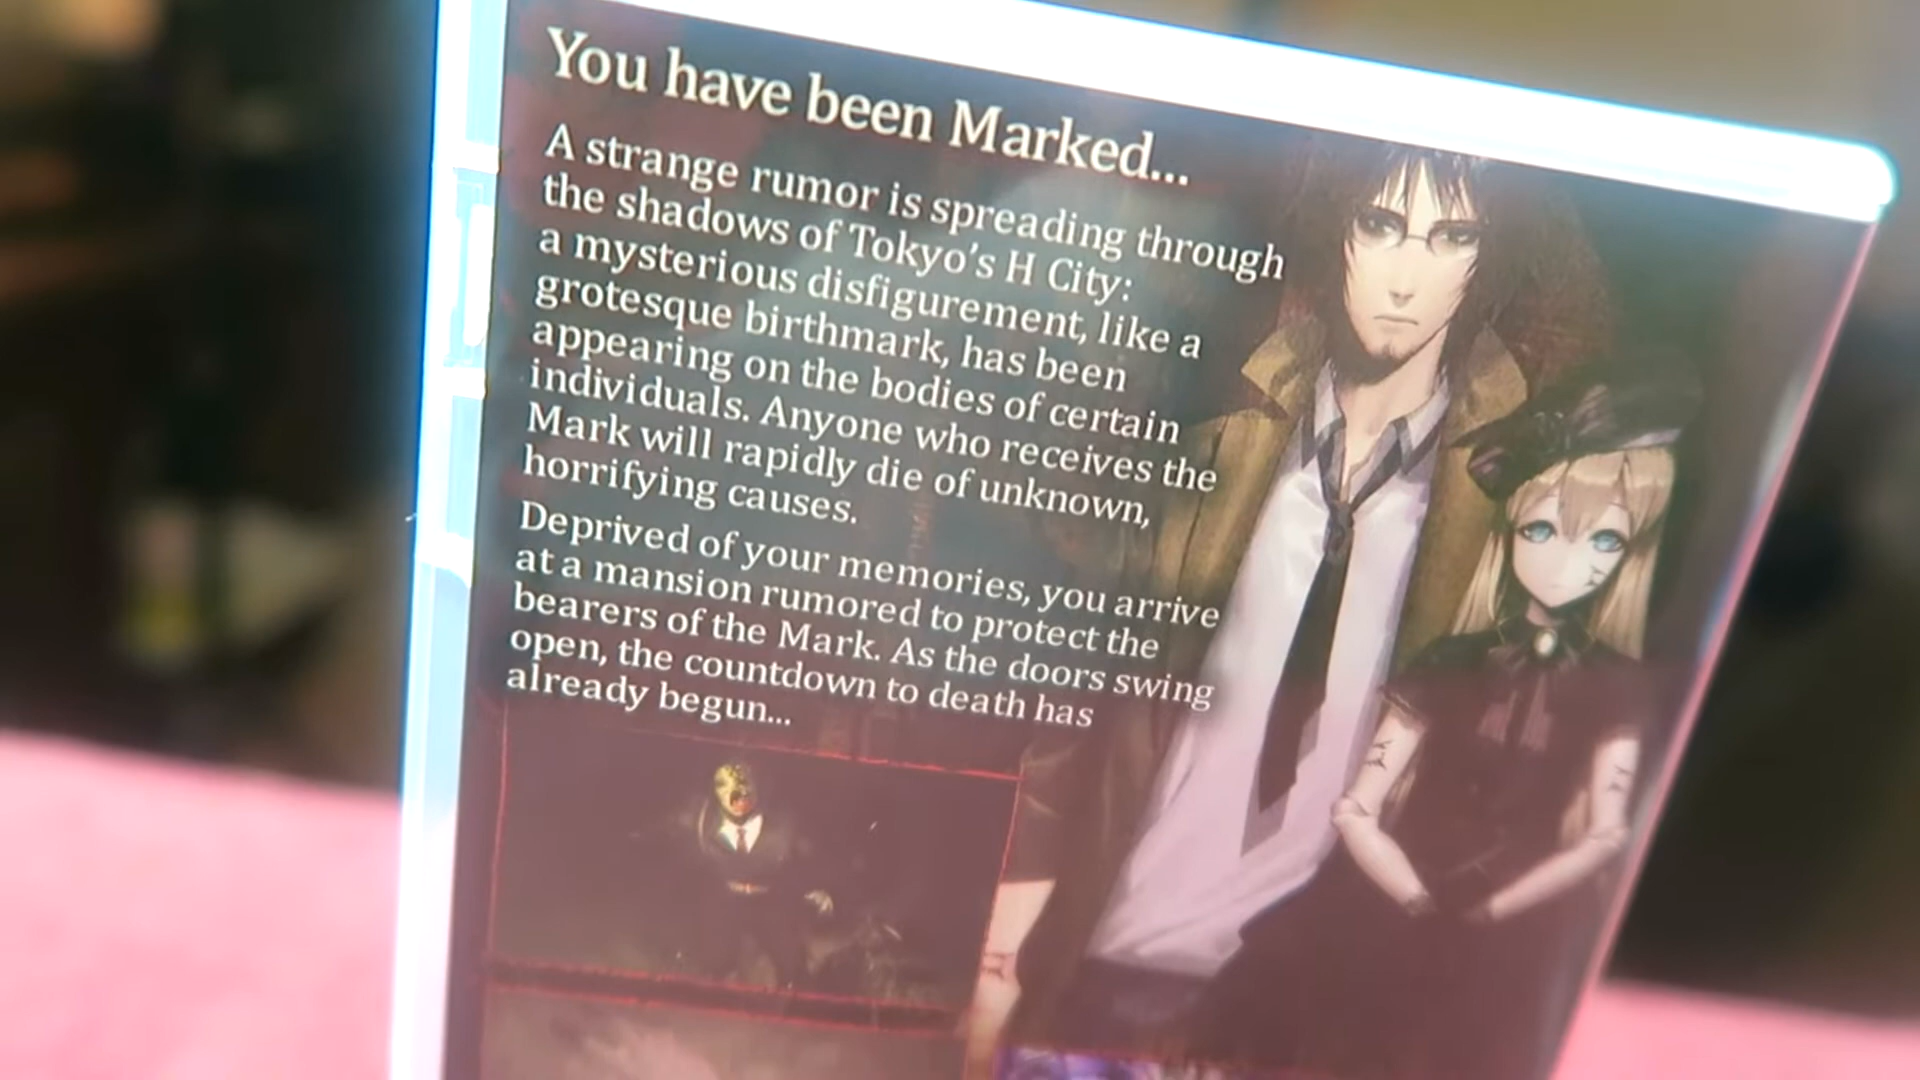 You have been Marked...
A strange rumor is spreading through
the shadows of Tokyo's H City:
a mysterious disfigurement, like a
grotesque birthmark, has been
appearing on the bodies of certain
individuals. Anyone who receives the
Mark will rapidly die of unknown,
horrifying causes.
Deprived of your memories, you arrive
at a mansion rumored to protect the
bearers of the Mark. As the doors swing
open, the countdown to death has
already begun...